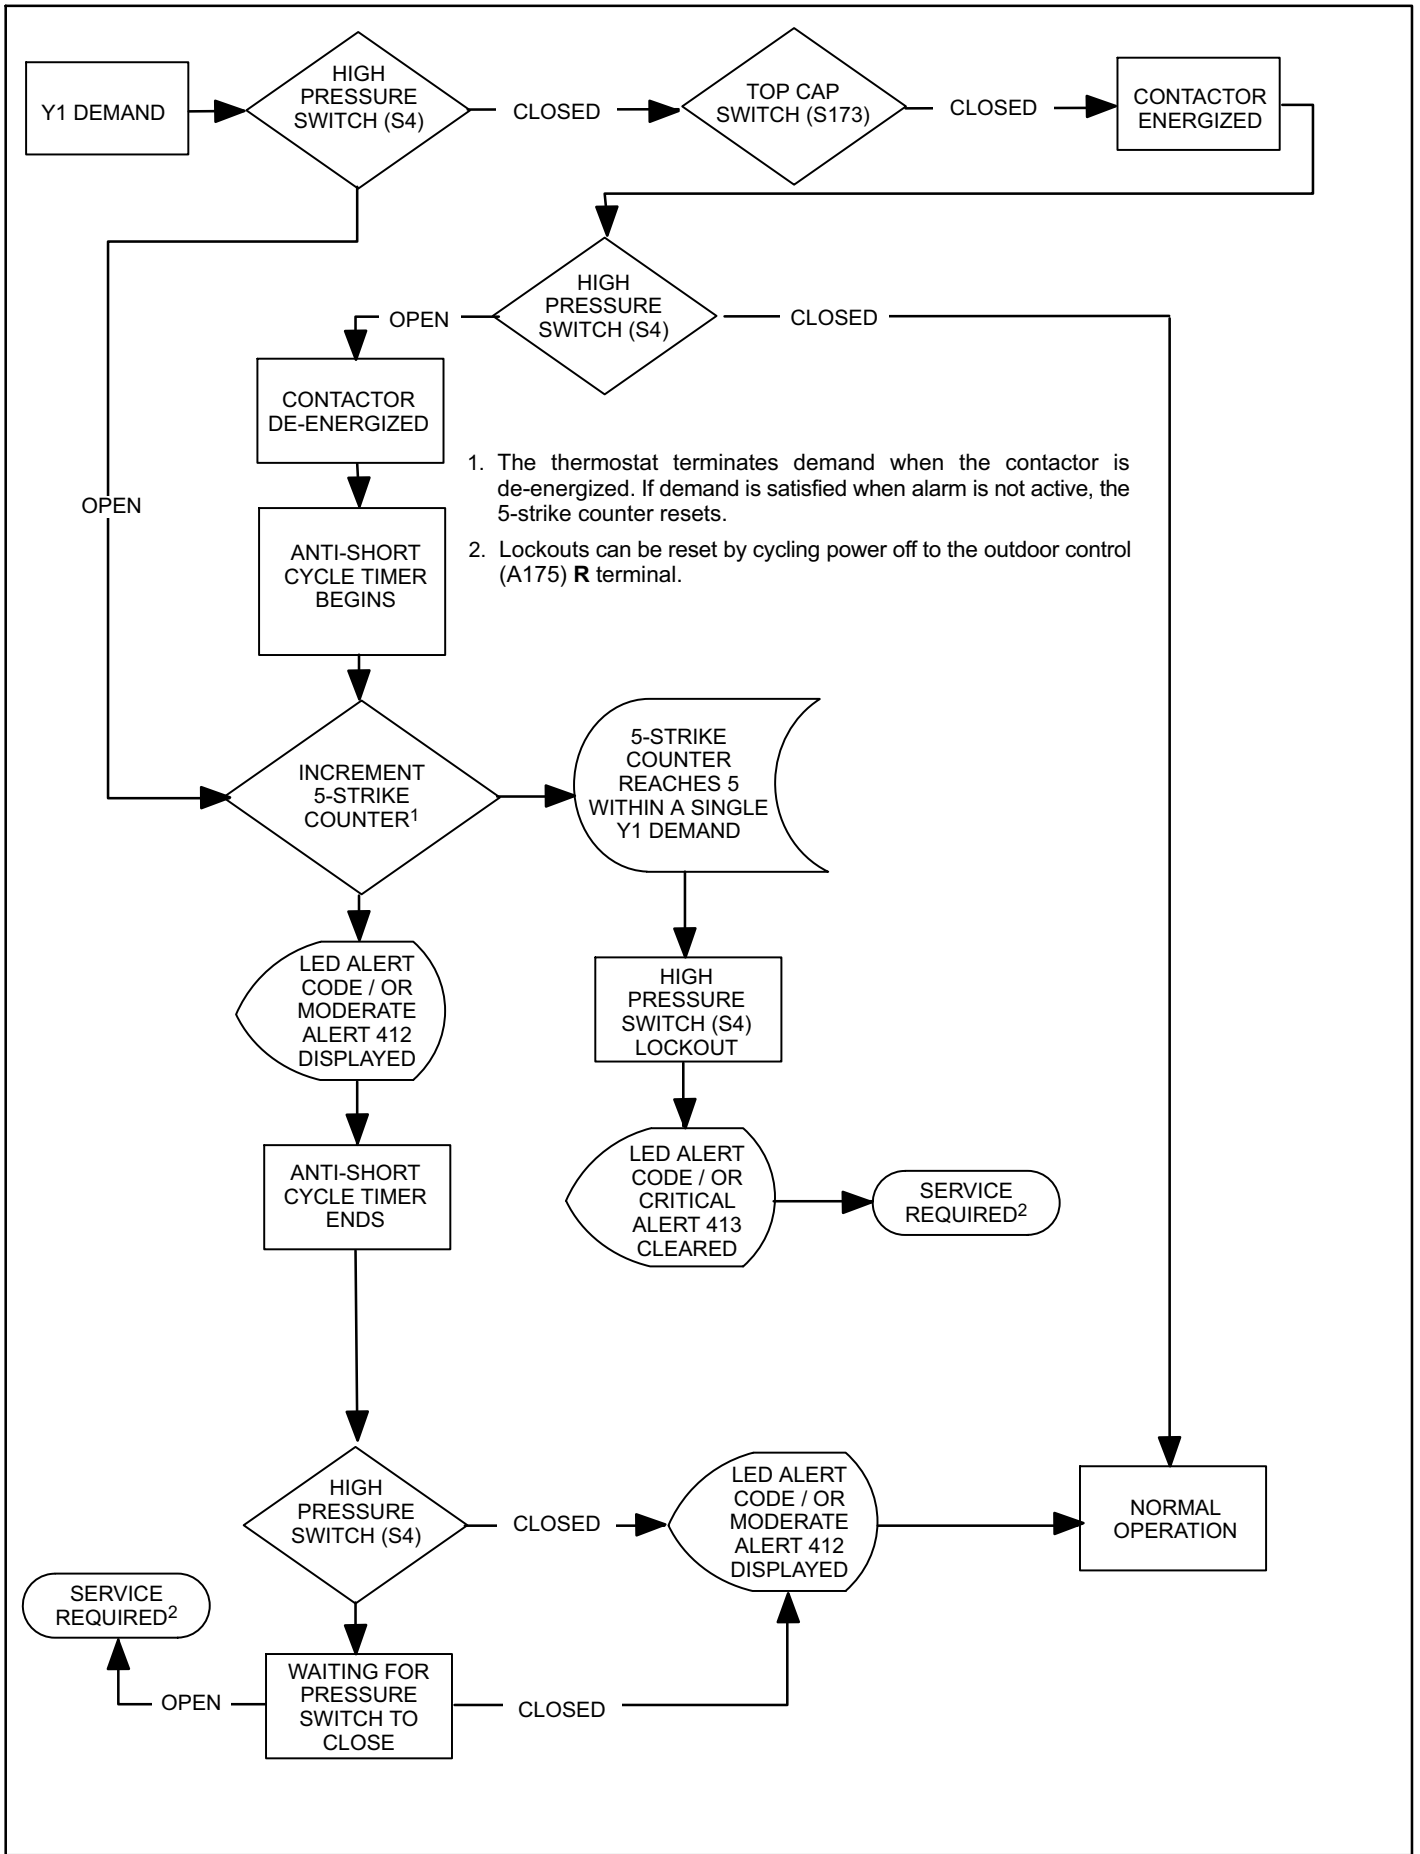 Y1 DEMAND
HIGH
PRESSURE
SWITCH (S4)
CLOSED
TOP CAP
SWITCH (S173)
CLOSED
CONTACTOR
ENERGIZED
HIGH
PRESSURE
SWITCH (S4)
OPEN
CLOSED
CONTACTOR
DE-ENERGIZED
1. The thermostat terminates demand when the contactor is
de-energized. If demand is satisfied when alarm is not active, the
5-strike counter resets.
2. Lockouts can be reset by cycling power off to the outdoor control
(A175) R terminal.
OPEN
ANTI-SHORT
CYCLE TIMER
BEGINS
INCREMENT
5-STRIKE
COUNTER1
5-STRIKE
COUNTER
REACHES 5
WITHIN A SINGLE
Y1 DEMAND
LED ALERT
CODE / OR
MODERATE
ALERT 412
DISPLAYED
HIGH
PRESSURE
SWITCH (S4)
LOCKOUT
ANTI-SHORT
CYCLE TIMER
ENDS
LED ALERT
CODE / OR
CRITICAL
ALERT 413
CLEARED
SERVICE
REQUIRED2
HIGH
PRESSURE
SWITCH (S4)
CLOSED
LED ALERT
CODE / OR
MODERATE
ALERT 412
DISPLAYED
NORMAL
OPERATION
SERVICE
REQUIRED2
OPEN
WAITING FOR
PRESSURE
SWITCH TO
CLOSE
CLOSED